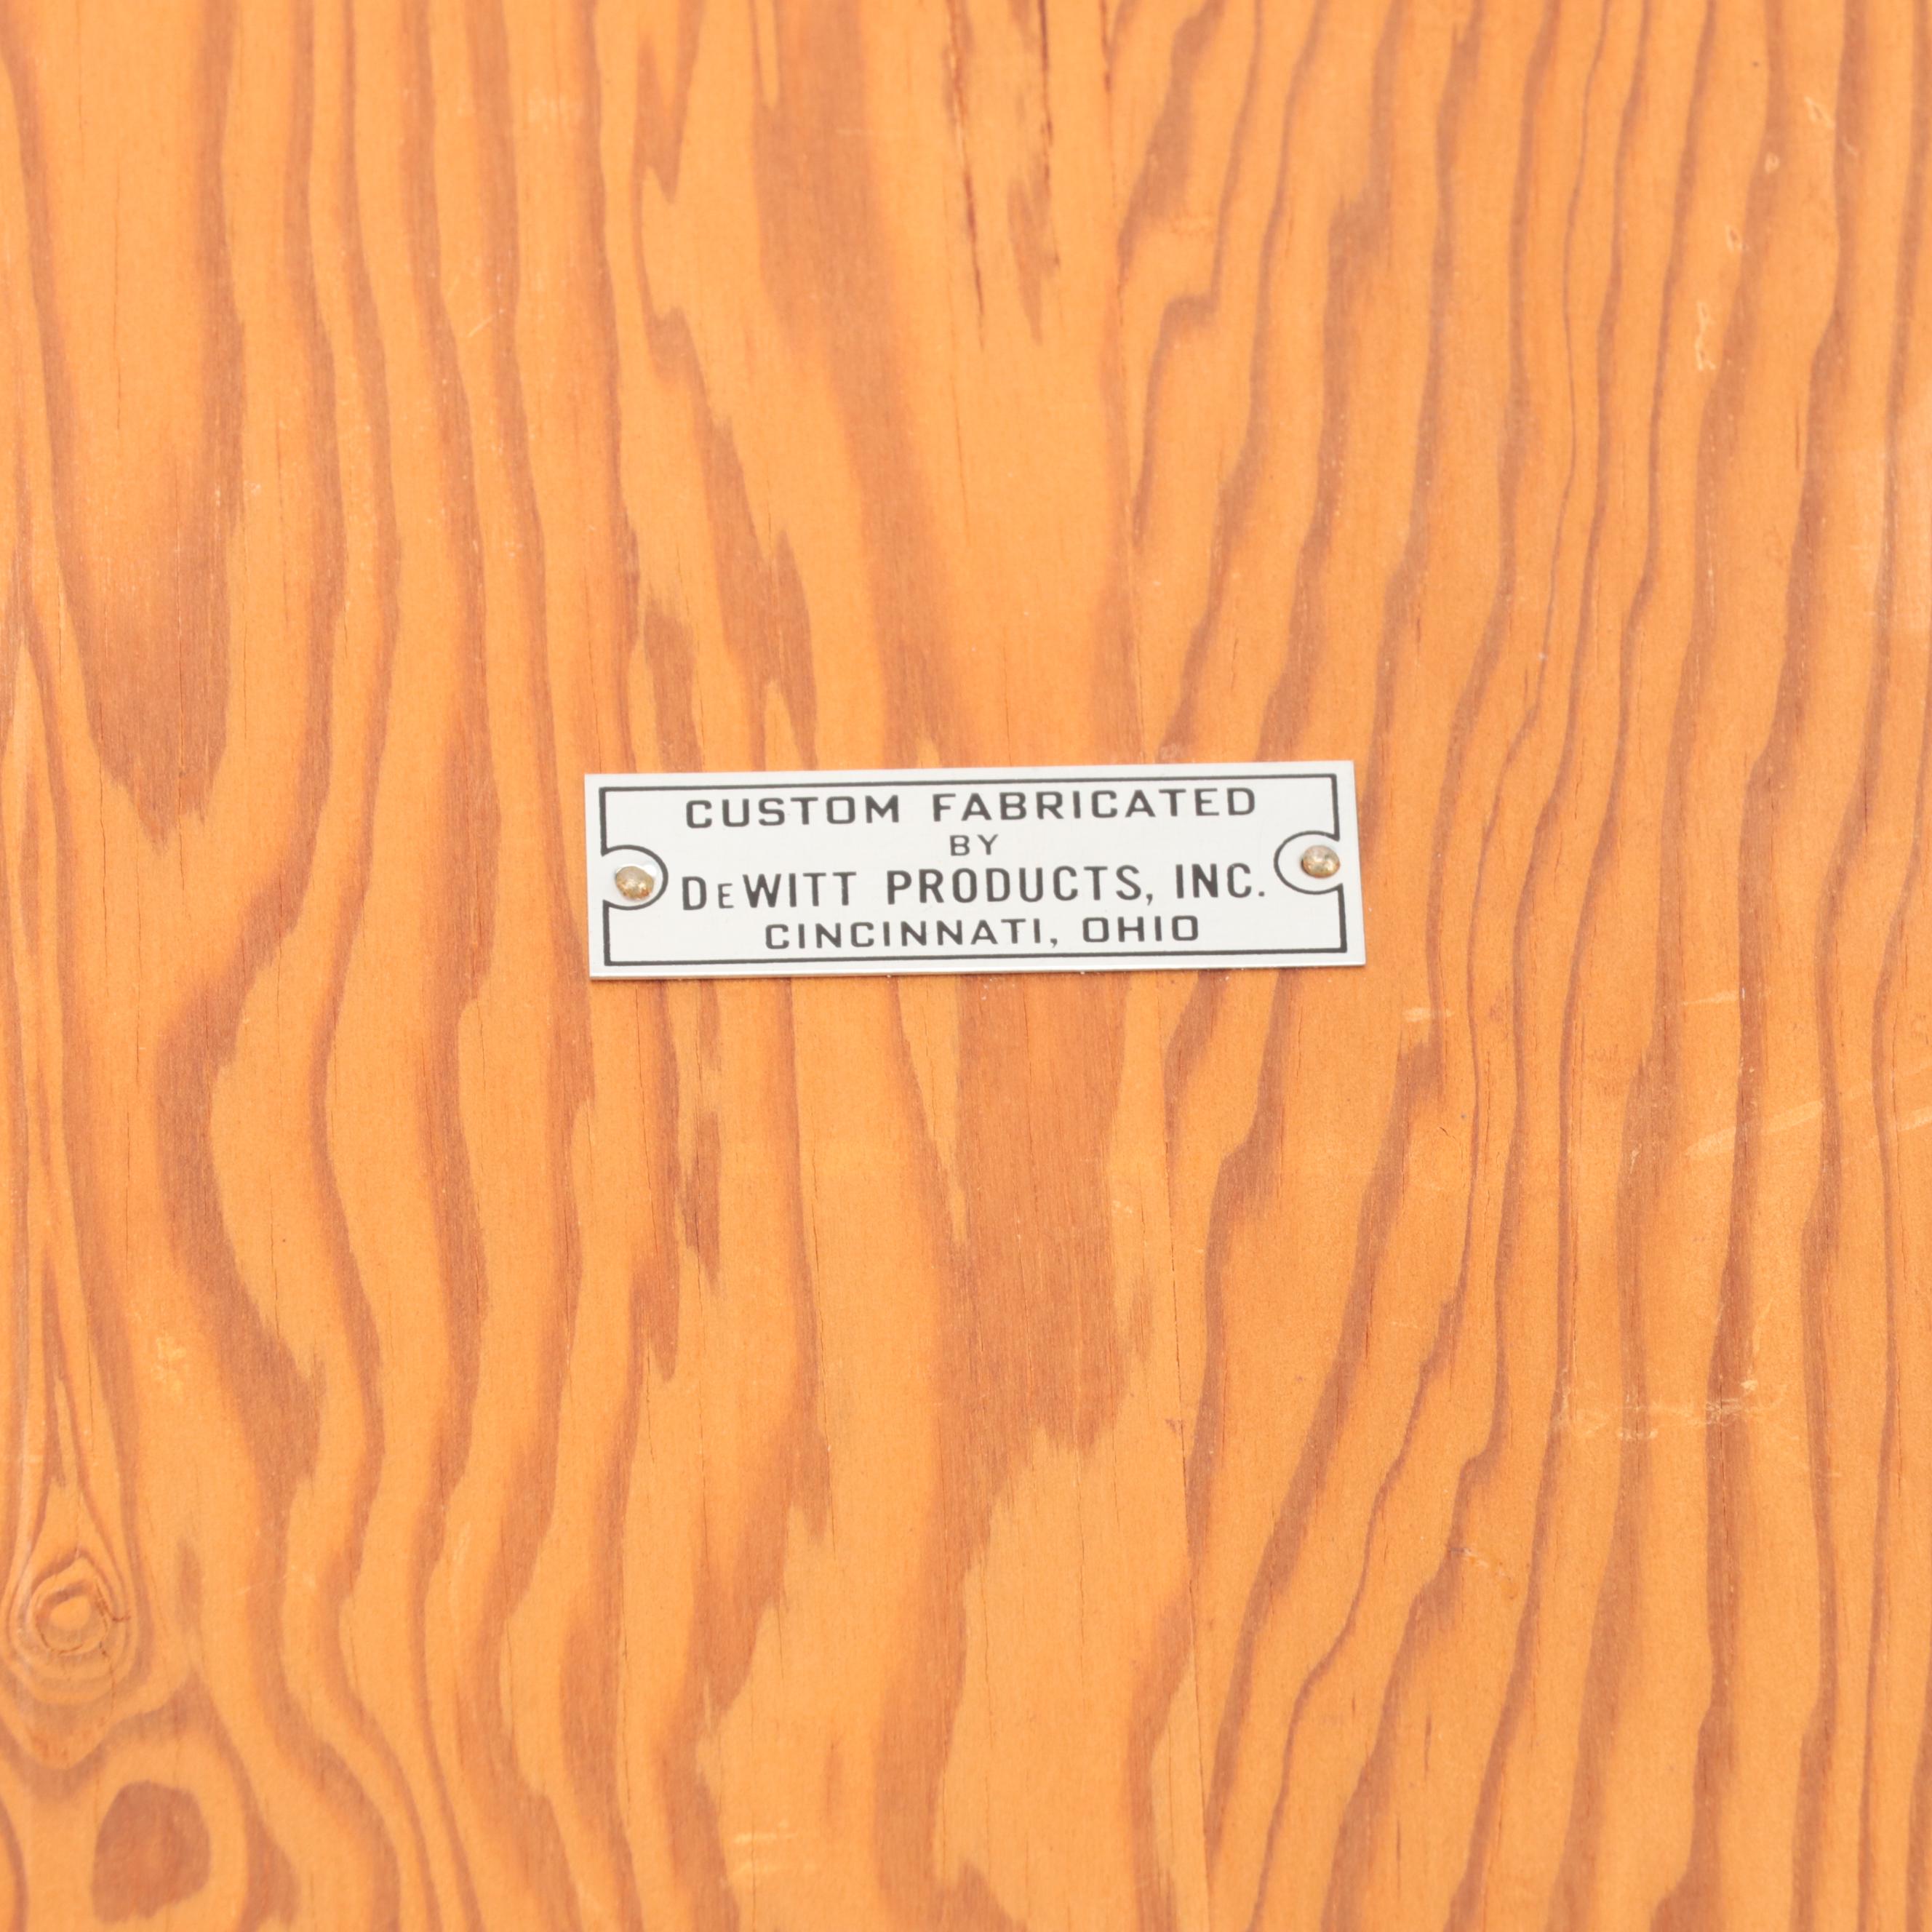 CUSTOM FABRICATED
BY
DeWITT PRODUCTS, INC.
CINCINNATI, OHIO